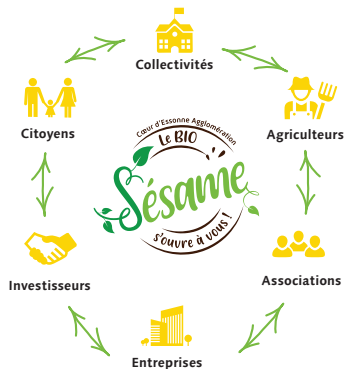 Collectivités
Citoyens
Agriculteurs
Cœur d'Essonne Agglomération
Le BIO
Sésame
s'ouvre à vous !
Investisseurs
Associations
Entreprises